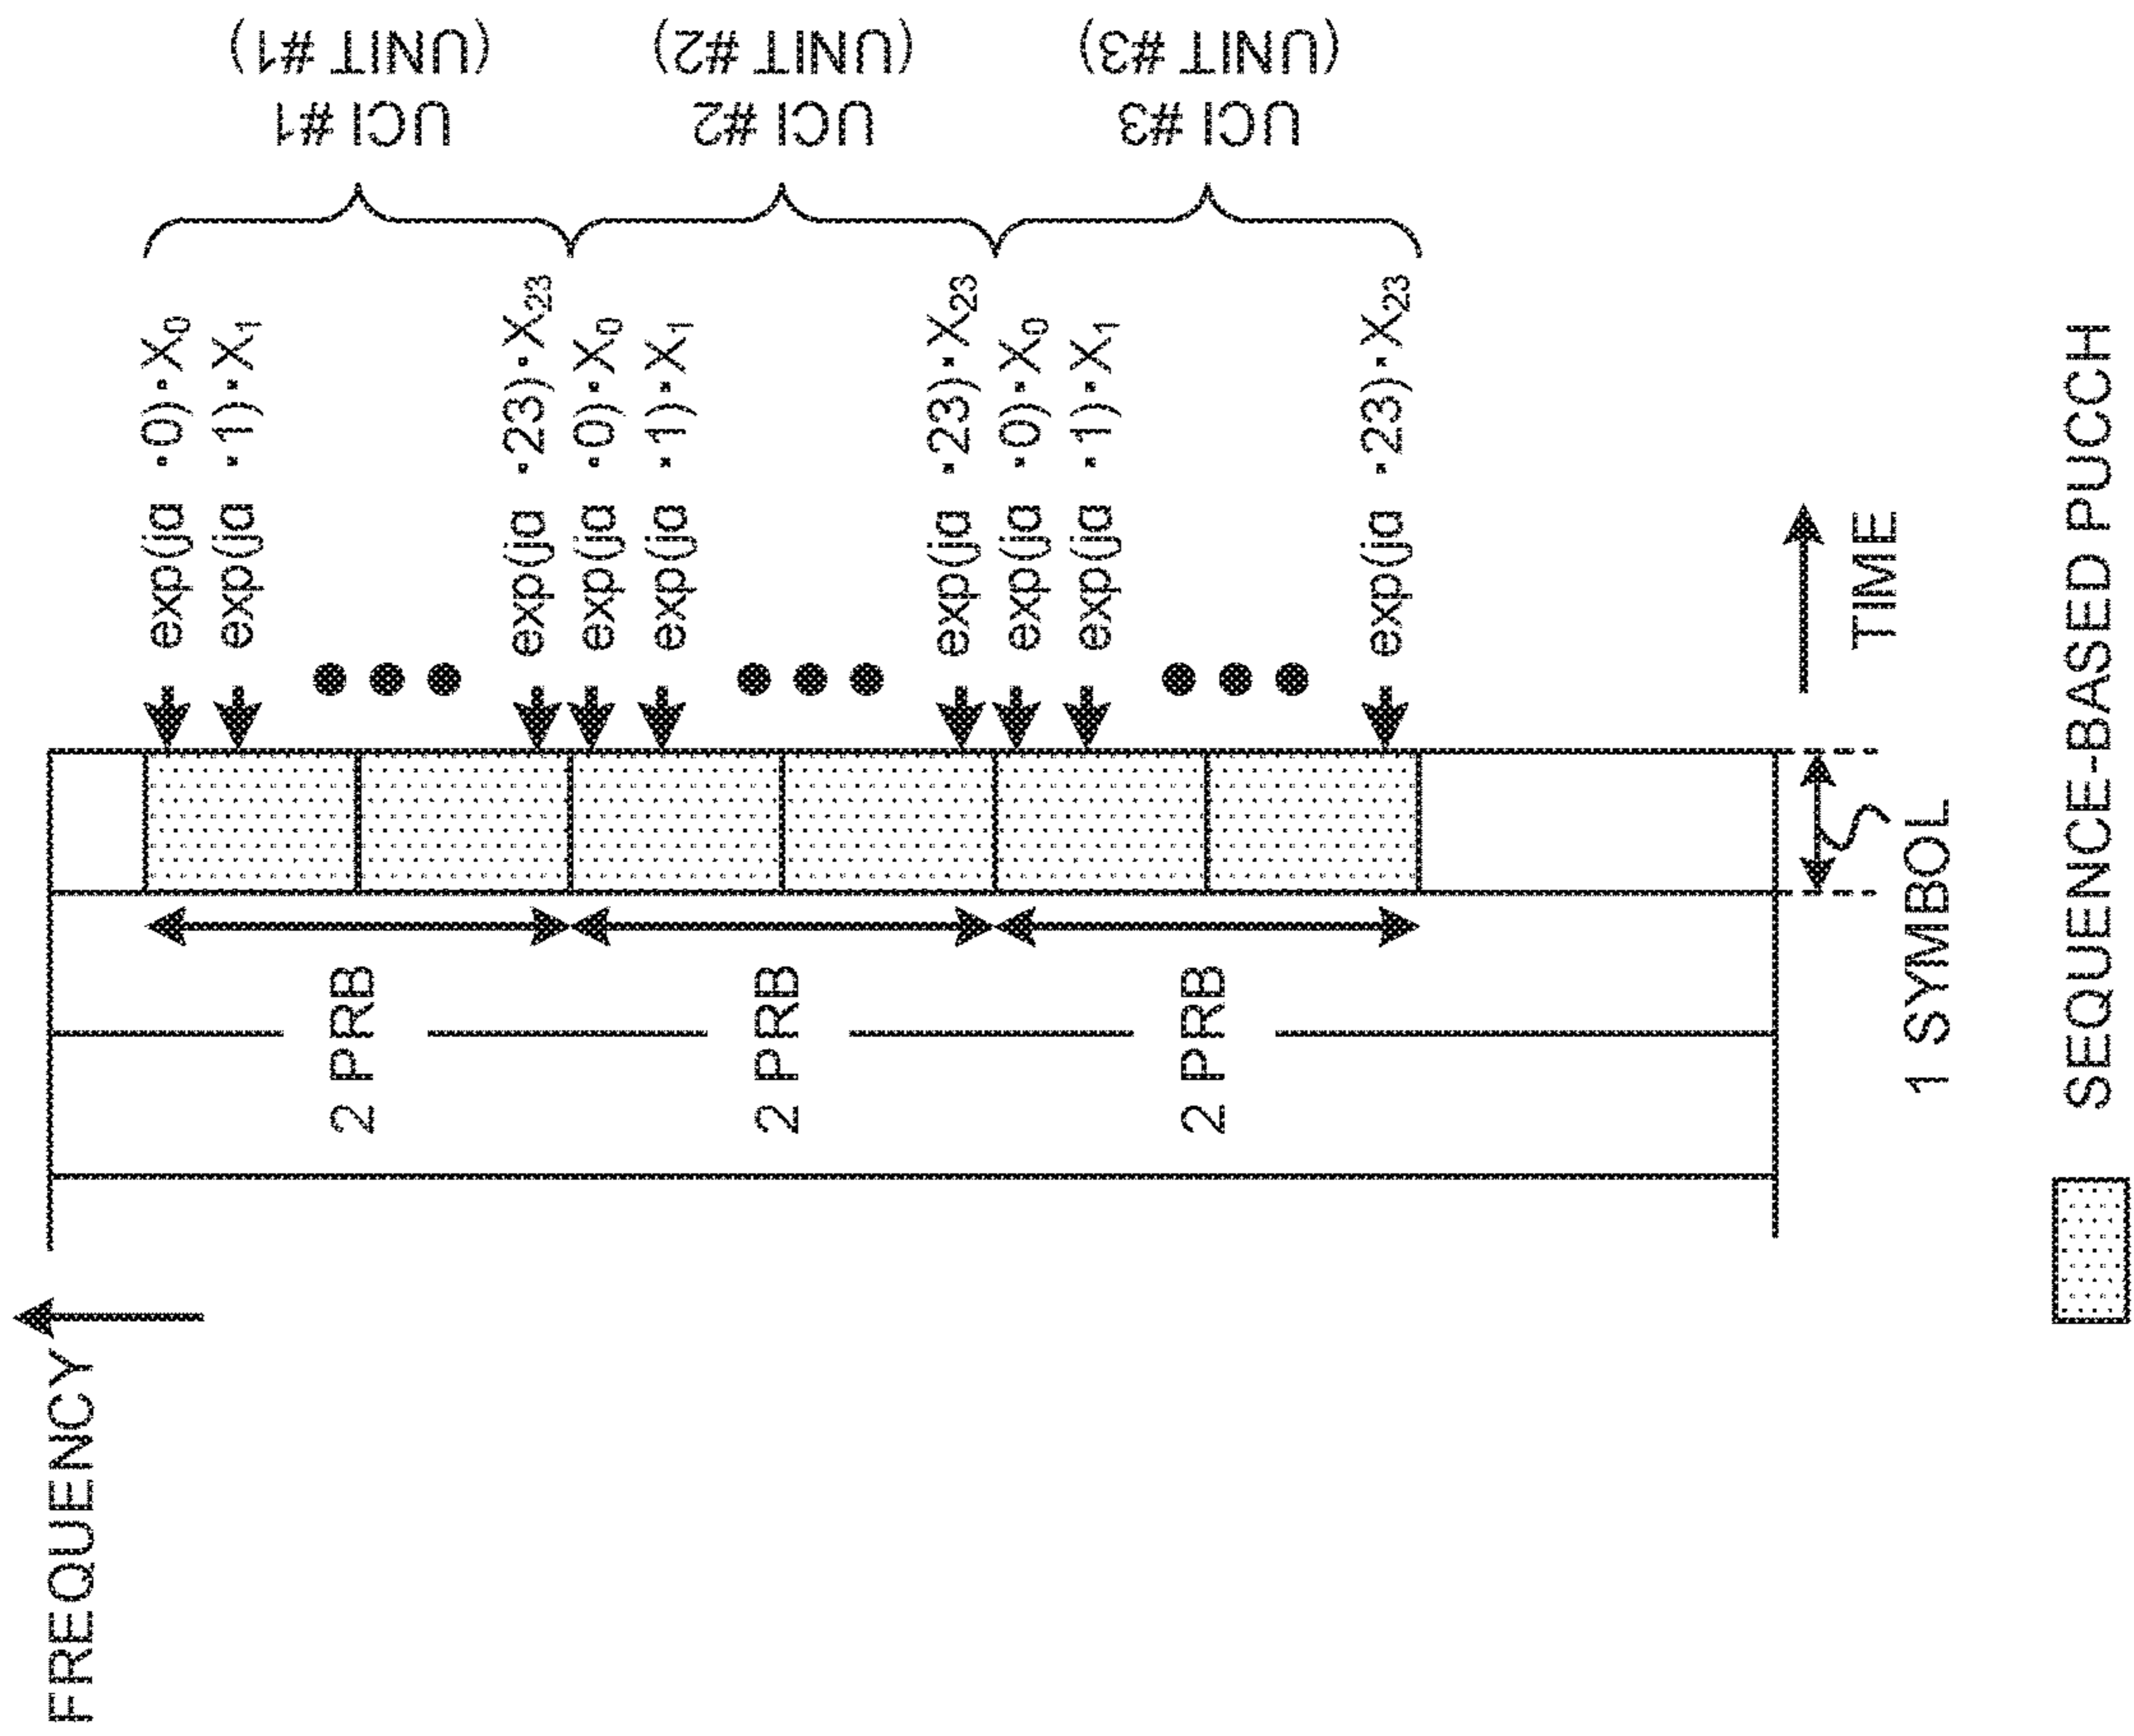 FREQUENCY
UCI #1
(UNIT #1)
UCI #2
(UNIT #2)
UCI #3
(UNIT #3)
exp(jα ·0)·X₀
exp(jα ·1)·X₁
exp(jα ·23)·X₂₃
exp(jα ·0)·X₀
exp(jα ·1)·X₁
exp(jα ·23)·X₂₃
exp(jα ·0)·X₀
exp(jα ·1)·X₁
exp(jα ·23)·X₂₃
2 PRB
2 PRB
2 PRB
1 SYMBOL
TIME
SEQUENCE-BASED PUCCH